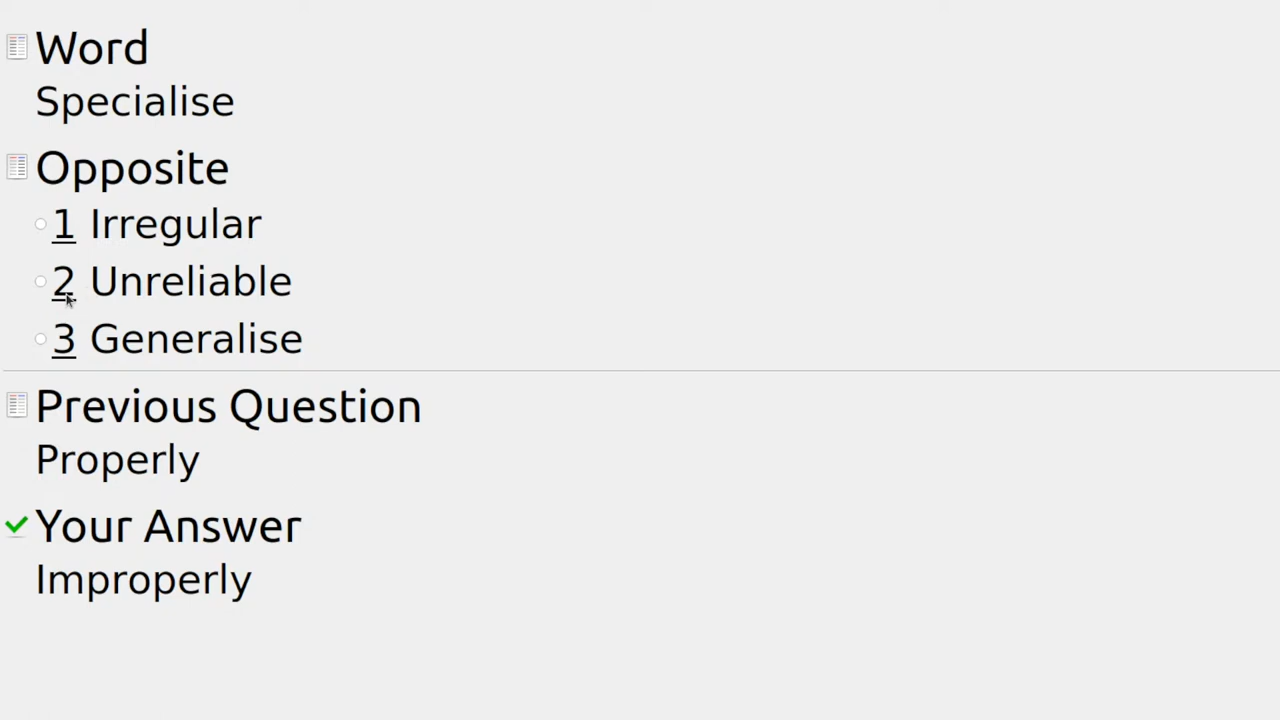 Word
Specialise
Opposite
1 Irregular
2 Unreliable
3 Generalise
Previous Question
Properly
Your Answer
Improperly